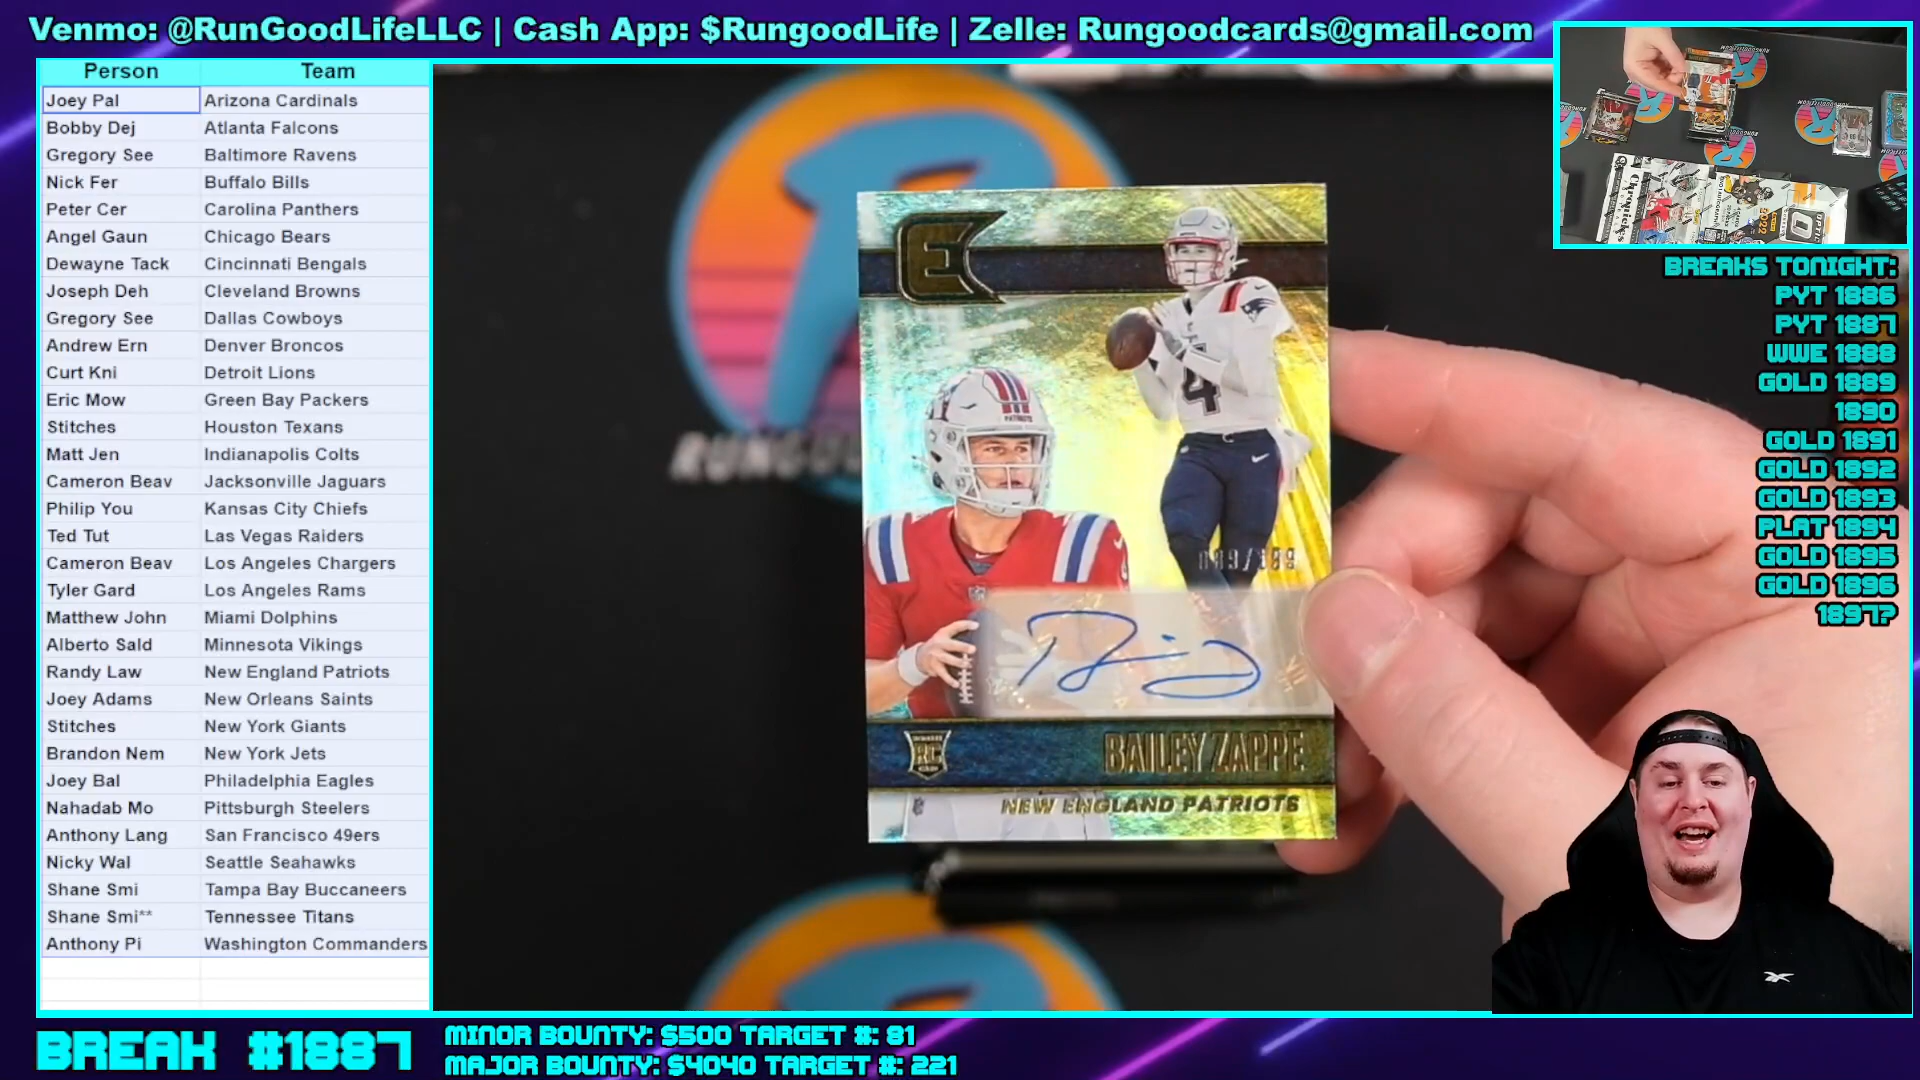 Venmo: @RunGoodLifeLLC | Cash App: $RungoodLife | Zelle: Rungoodcards@gmail.com
Person Team
Joey Pal Arizona Cardinals
Bobby Dej Atlanta Falcons
Gregory See Baltimore Ravens
Nick Fer Buffalo Bills
Peter Cer Carolina Panthers
Angel Gaun Chicago Bears
Dewayne Tack Cincinnati Bengals
Joseph Deh Cleveland Browns
Gregory See Dallas Cowboys
Andrew Ern Denver Broncos
Curt Kni Detroit Lions
Eric Mow Green Bay Packers
Stitches Houston Texans
Matt Jen Indianapolis Colts
Cameron Beav Jacksonville Jaguars
Philip You Kansas City Chiefs
Ted Tut Las Vegas Raiders
Cameron Beav Los Angeles Chargers
Tyler Gard Los Angeles Rams
Matthew John Miami Dolphins
Alberto Sald Minnesota Vikings
Randy Law New England Patriots
Joey Adams New Orleans Saints
Stitches New York Giants
Brandon Nem New York Jets
Joey Bal Philadelphia Eagles
Nahadab Mo Pittsburgh Steelers
Anthony Lang San Francisco 49ers
Nicky Wal Seattle Seahawks
Shane Smi Tampa Bay Buccaneers
Shane Smi** Tennessee Titans
Anthony Pi Washington Commanders
E
4
PATRIOTS
RC
BAILEY ZAPPE
NEW ENGLAND PATRIOTS
Chronicles
OPTIC
2022
BREAKS TONIGHT:
PYT 1886
PYT 1887
WWE 1888
GOLD 1889
1890
GOLD 1891
GOLD 1892
GOLD 1893
PLAT 1894
GOLD 1895
GOLD 1896
1897?
BREAK #1887
MINOR BOUNTY: $500 TARGET #: 81
MAJOR BOUNTY: $4040 TARGET #: 221